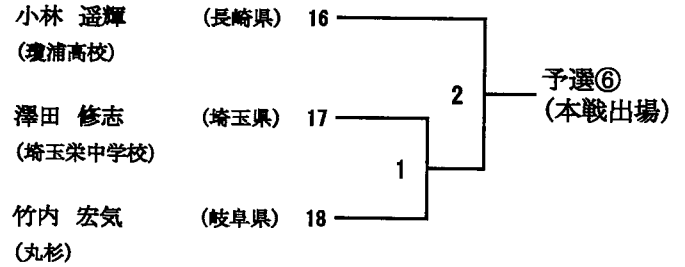 小林 遥輝 (長崎県) 16
(瓊浦高校)
2
予選⑥
(本戦出場)
澤田 修志 (埼玉県) 17
(埼玉栄中学校)
1
竹内 宏気 (岐阜県) 18
(丸杉)